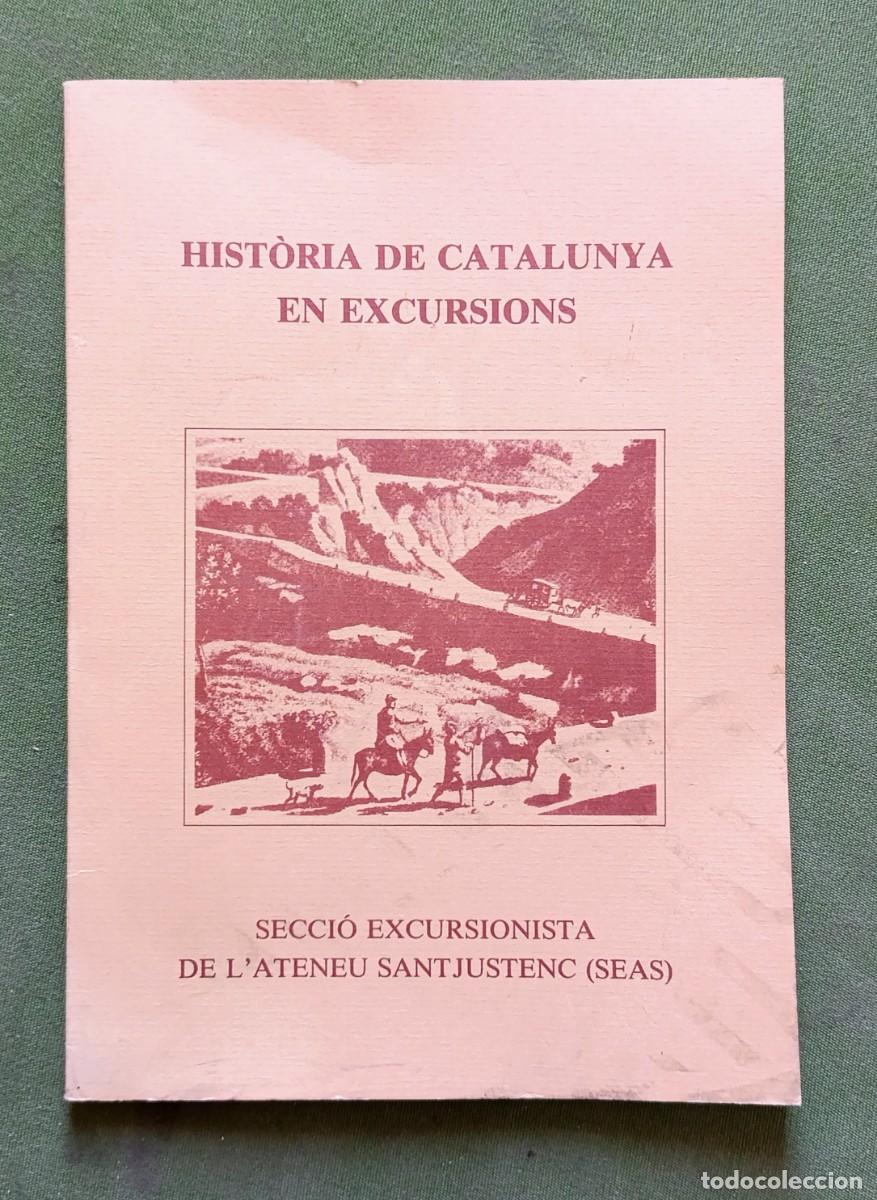 HISTÒRIA DE CATALUNYA
EN EXCURSIONS
SECCIÓ EXCURSIONISTA
DE L'ATENEU SANTJUSTENC (SEAS)
todocoleccion